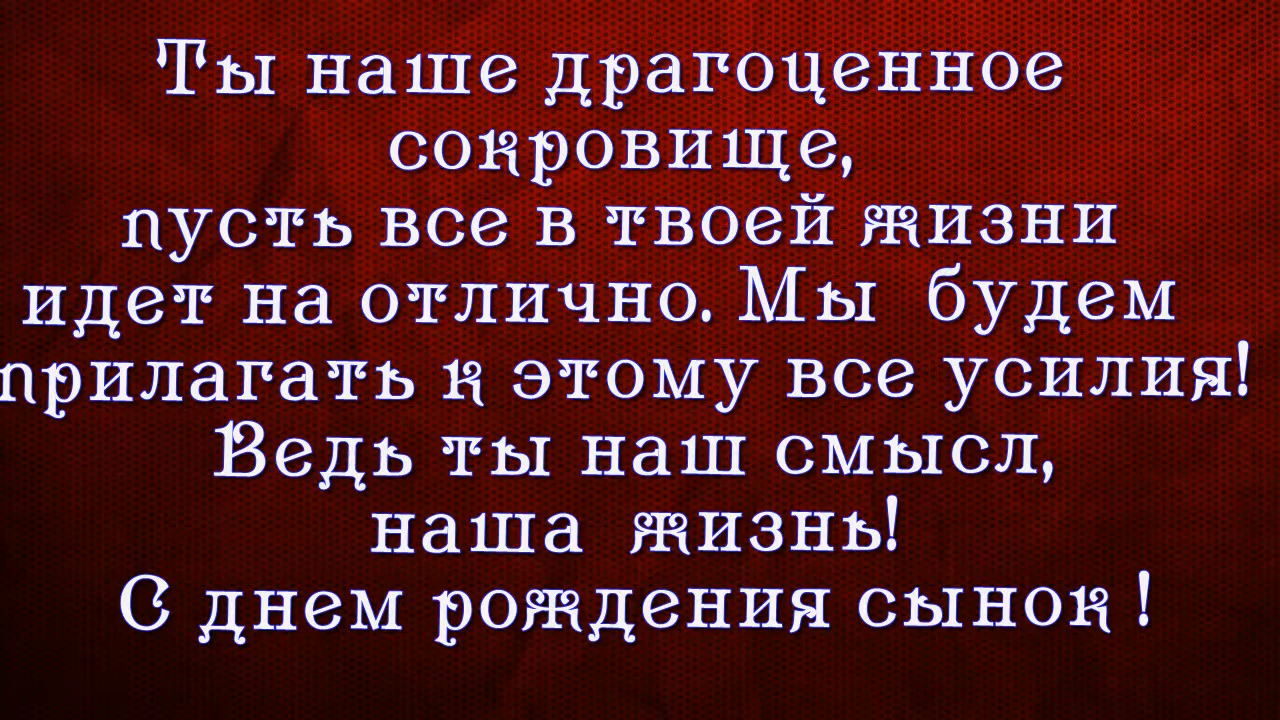 Ты наше драгоценное
сокровище,
пусть все в твоей жизни
идет на отлично. Мы будем
прилагать к этому все усилия!
Ведь ты наш смысл,
наша жизнь!
С днем рождения сынок !